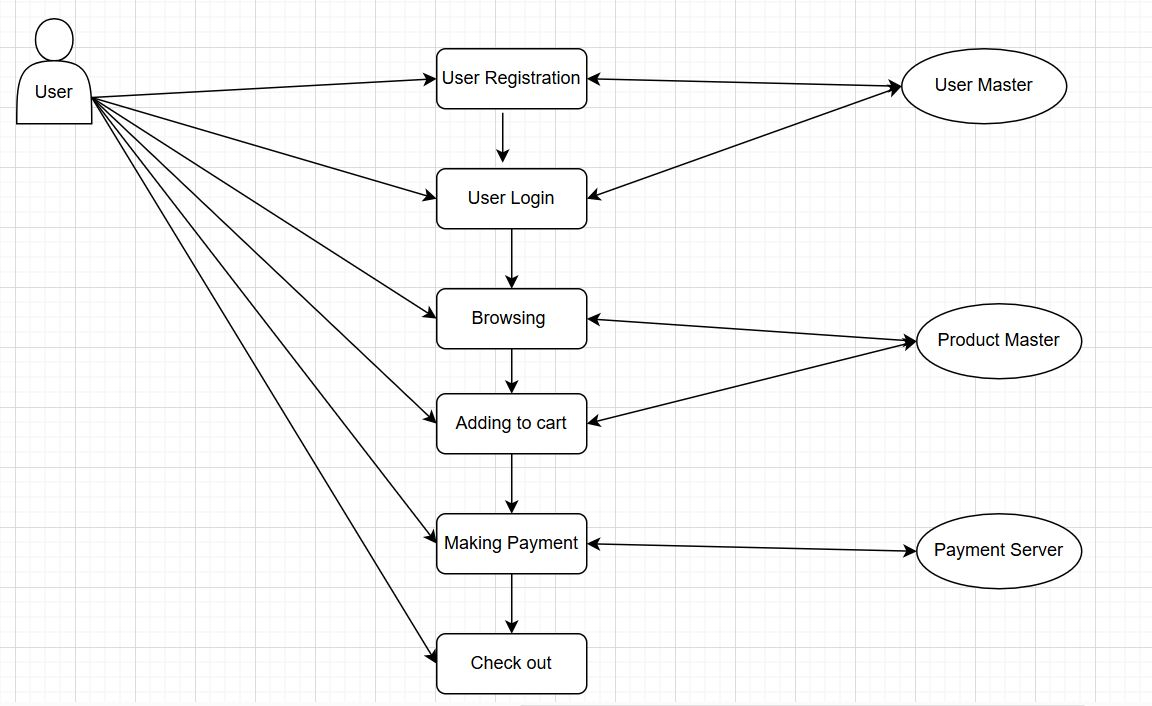 User
User Registration
User Master
User Login
Browsing
Product Master
Adding to cart
Making Payment
Payment Server
Check out